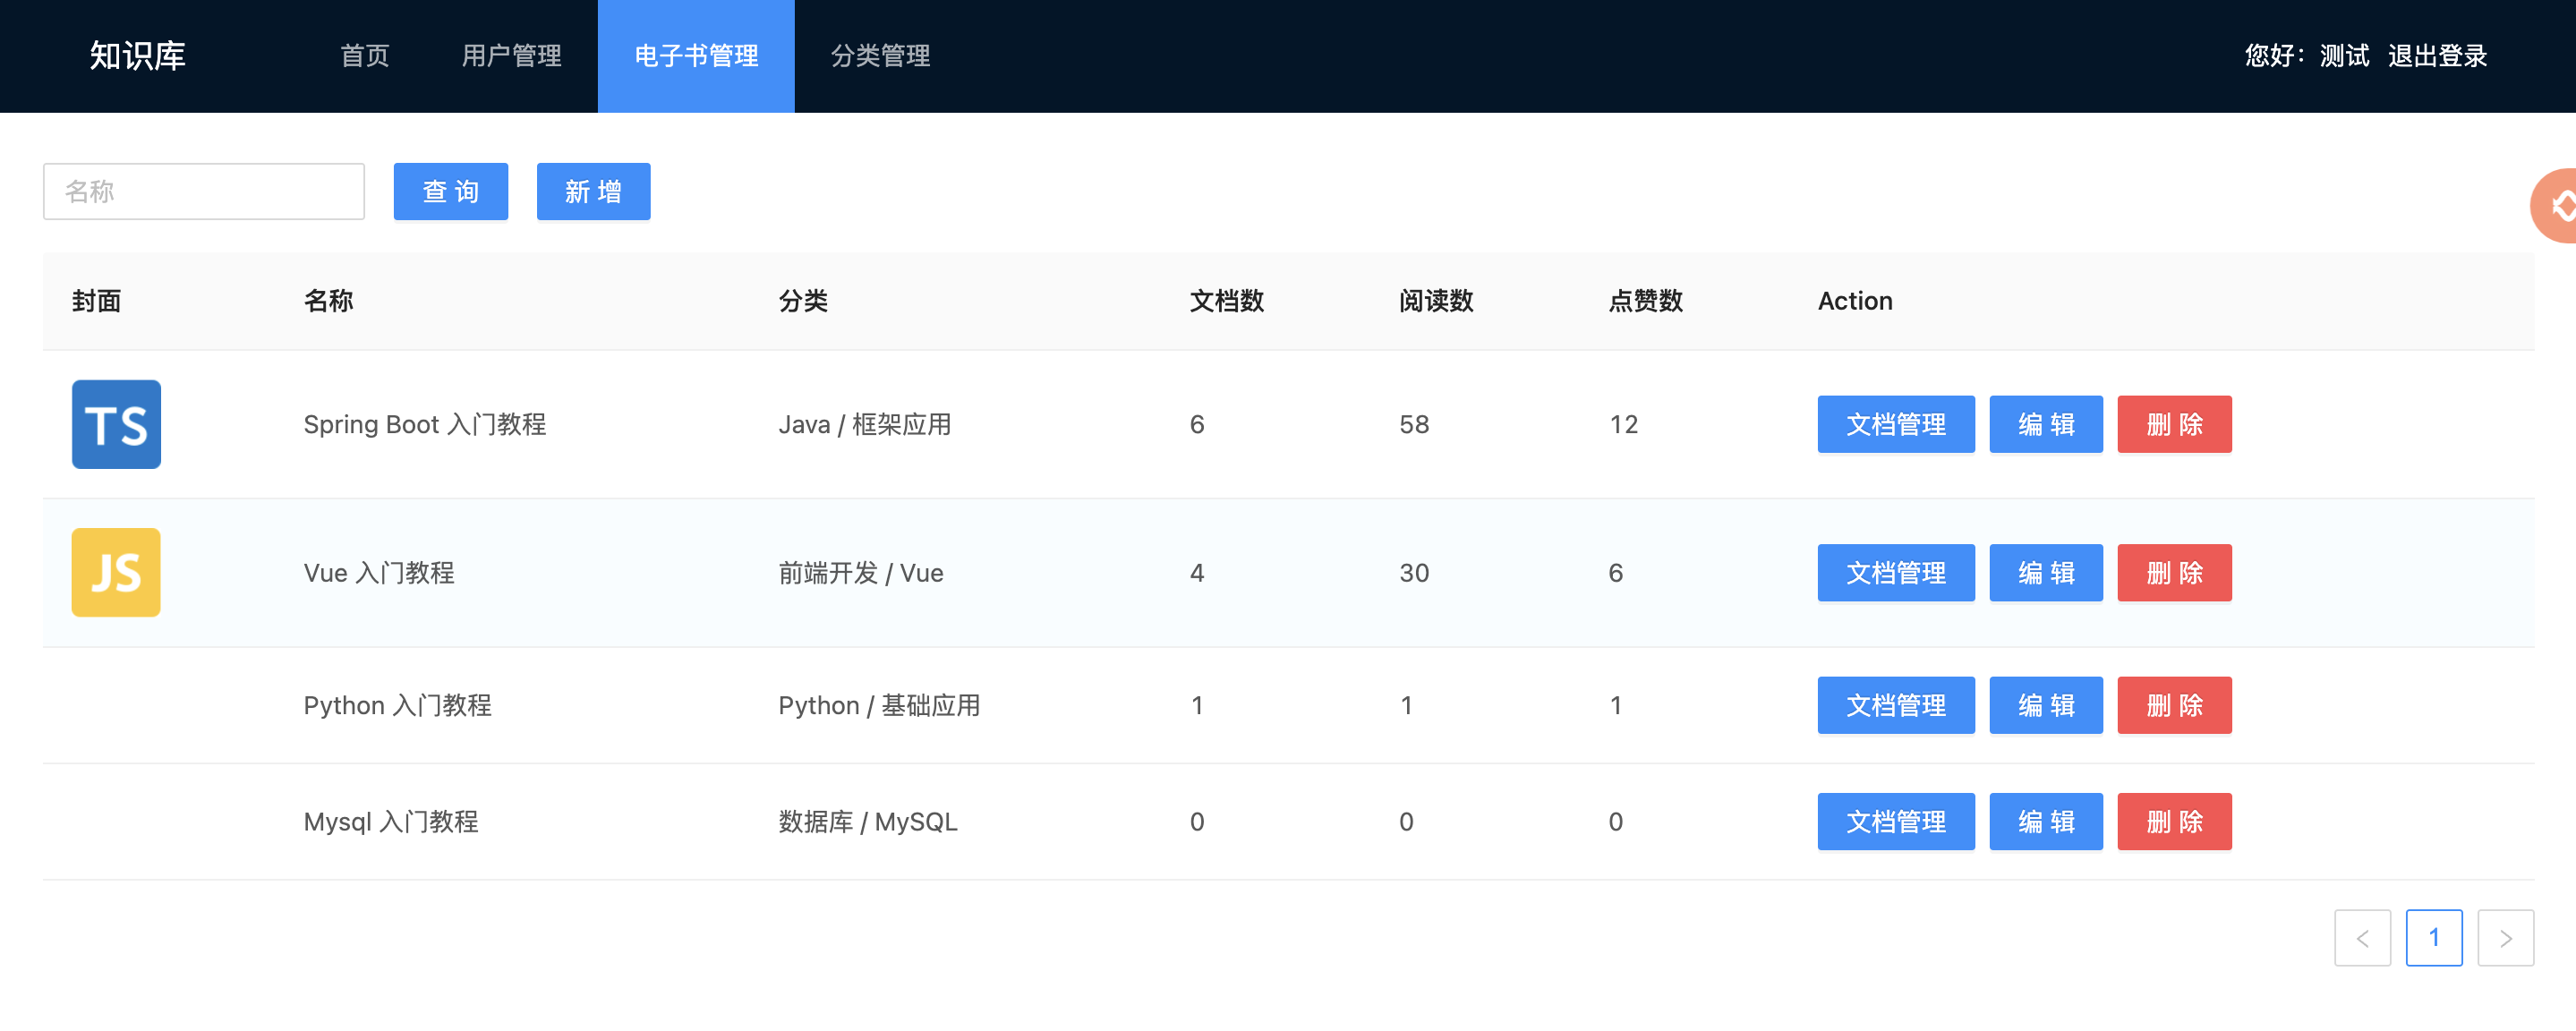 知识库 首页 用户管理 电子书管理 分类管理 您好：测试 退出登录
名称 查 询 新 增
封面 名称 分类 文档数 阅读数 点赞数 Action
TS Spring Boot 入门教程 Java / 框架应用 6 58 12 文档管理 编 辑 删 除
JS Vue 入门教程 前端开发 / Vue 4 30 6 文档管理 编 辑 删 除
Python 入门教程 Python / 基础应用 1 1 1 文档管理 编 辑 删 除
Mysql 入门教程 数据库 / MySQL 0 0 0 文档管理 编 辑 删 除
< 1 >